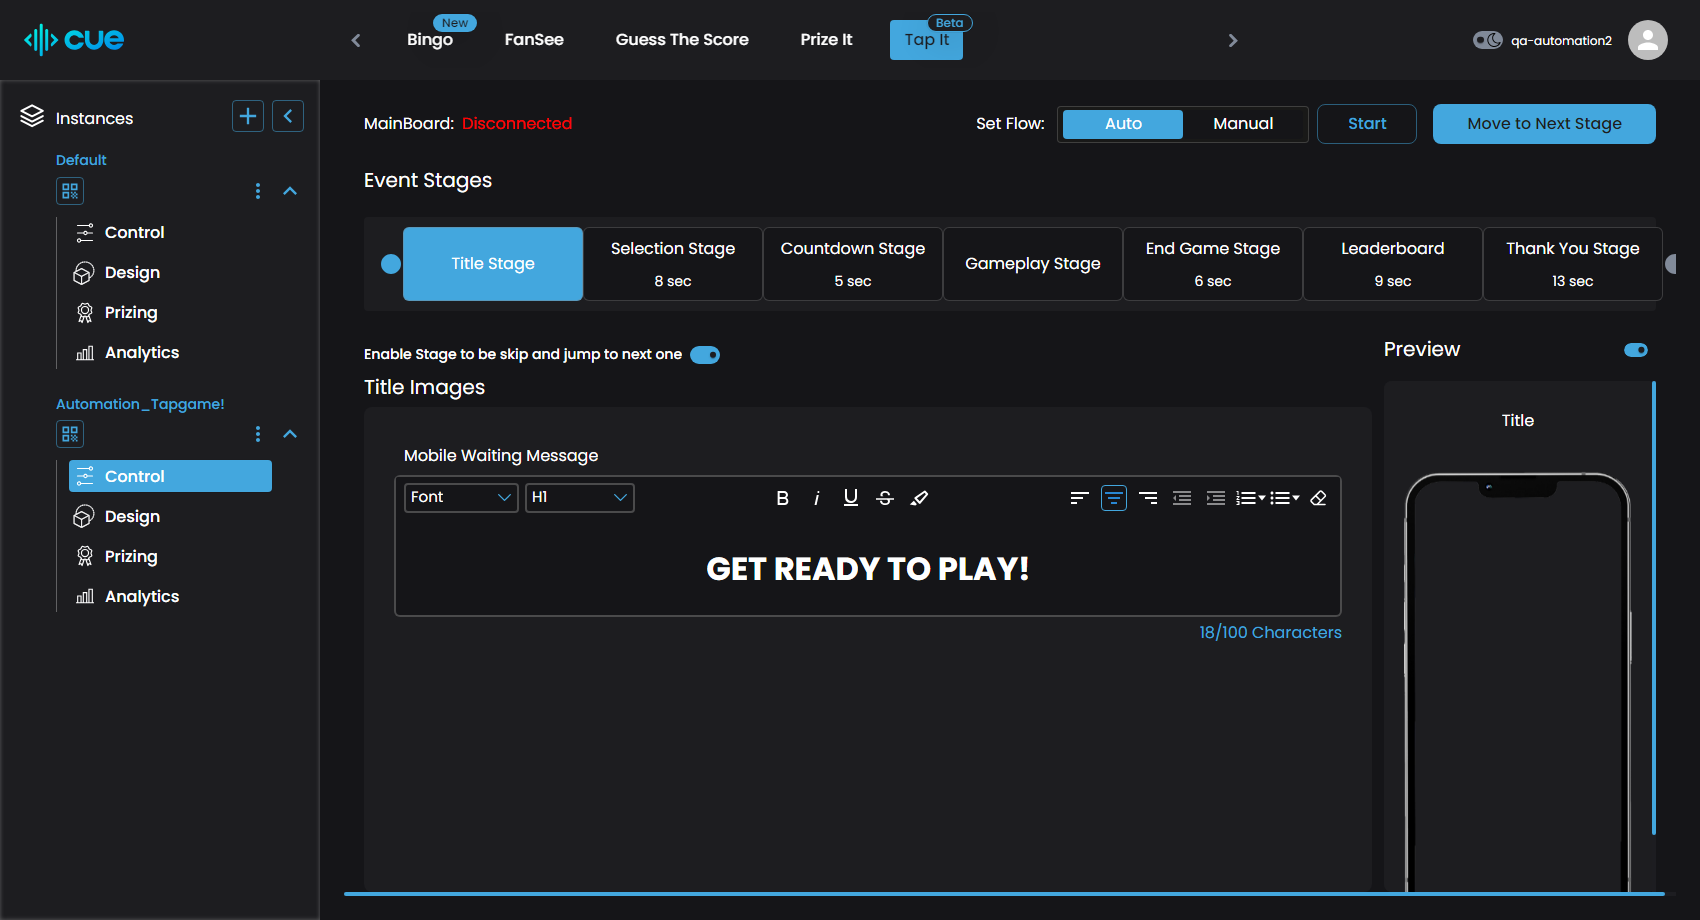 cue
Bingo
New
FanSee
Guess The Score
Prize It
Tap It
Beta
qa-automation2
Instances
Default
Control
Design
Prizing
Analytics
Automation_Tapgame!
Control
Design
Prizing
Analytics
MainBoard: Disconnected
Set Flow:
Auto
Manual
Start
Move to Next Stage
Event Stages
Title Stage
Selection Stage
8 sec
Countdown Stage
5 sec
Gameplay Stage
End Game Stage
6 sec
Leaderboard
9 sec
Thank You Stage
13 sec
Enable Stage to be skip and jump to next one
Title Images
Mobile Waiting Message
Font
H1
B
i
U
S
GET READY TO PLAY!
18/100 Characters
Preview
Title